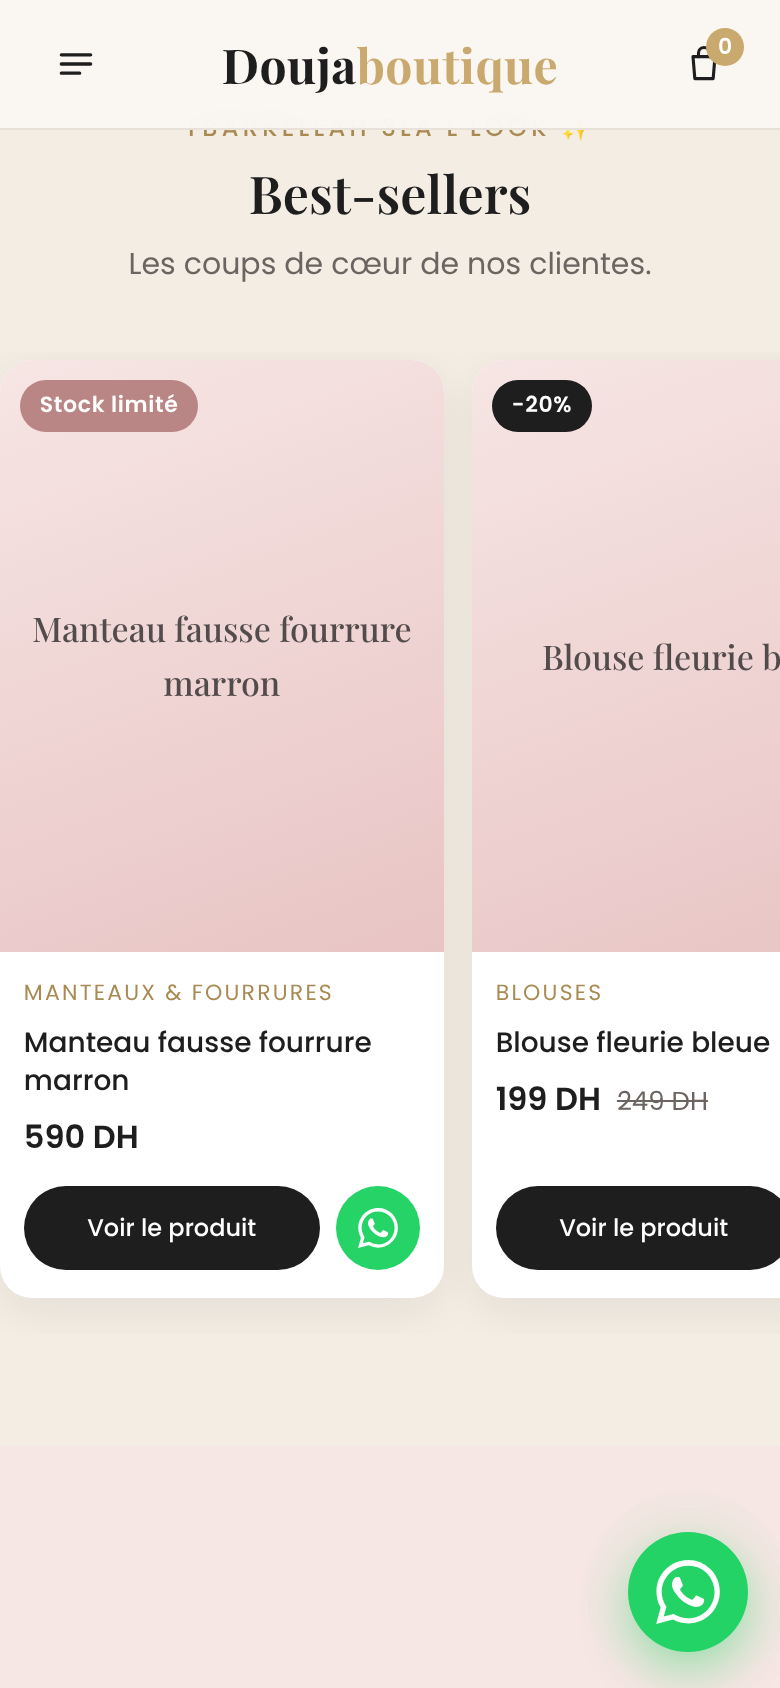 Doujaboutique
0
Best-sellers
Les coups de cœur de nos clientes.
Stock limité
-20%
Manteau fausse fourrure
marron
Blouse fleurie b
MANTEAUX & FOURRURES
Manteau fausse fourrure
marron
590 DH
Voir le produit
BLOUSES
Blouse fleurie bleue
199 DH 249 DH
Voir le produit